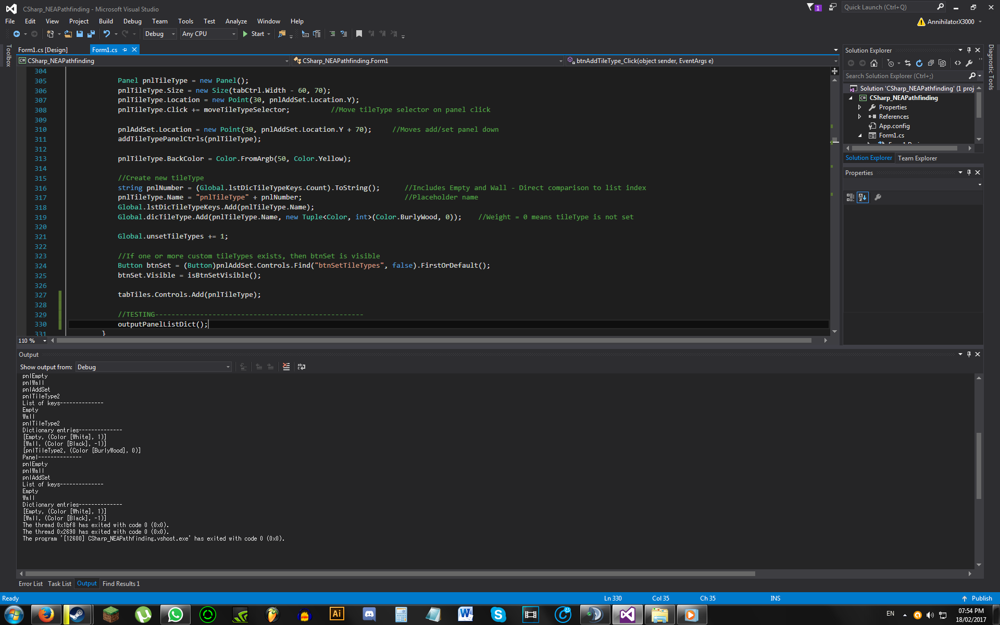 CSharp_NEAPathfinding - Microsoft Visual Studio
1
Quick Launch (Ctrl+Q)
File Edit View Project Build Debug Team Tools Test Analyze Window Help
AnnihilatorX3000
Debug Any CPU Start
Toolbox
Form1.cs [Design] Form1.cs
CSharp_NEAPathfinding CSharp_NEAPathfinding.Form1 btnAddTileType_Click(object sender, EventArgs e)
304
305 Panel pnlTileType = new Panel();
306 pnlTileType.Size = new Size(tabCtrl.Width - 60, 70);
307 pnlTileType.Location = new Point(30, pnlAddSet.Location.Y);
308 pnlTileType.Click += moveTileTypeSelector; //Move tileType selector on panel click
309
310 pnlAddSet.Location = new Point(30, pnlAddSet.Location.Y + 70); //Moves add/set panel down
311 addTileTypePanelCtrls(pnlTileType);
312
313 pnlTileType.BackColor = Color.FromArgb(50, Color.Yellow);
314
315 //Create new tileType
316 string pnlNumber = (Global.lstDicTileTypeKeys.Count).ToString(); //Includes Empty and Wall - Direct comparison to list index
317 pnlTileType.Name = "pnlTileType" + pnlNumber; //Placeholder name
318 Global.lstDicTileTypeKeys.Add(pnlTileType.Name);
319 Global.dicTileType.Add(pnlTileType.Name, new Tuple<Color, int>(Color.BurlyWood, 0)); //Weight = 0 means tileType is not set
320
321 Global.unsetTileTypes += 1;
322
323 //If one or more custom tileTypes exists, then btnSet is visible
324 Button btnSet = (Button)pnlAddSet.Controls.Find("btnSetTileTypes", false).FirstOrDefault();
325 btnSet.Visible = isBtnSetVisible();
326
327 tabTiles.Controls.Add(pnlTileType);
328
329 //TESTING--------------------------------------------------
330 outputPanelListDict();
331 }
110 %
Solution Explorer
Search Solution Explorer (Ctrl+;)
Solution 'CSharp_NEAPathfinding' (1 proj
CSharp_NEAPathfinding
Properties
References
App.config
Form1.cs
Solution Explorer Team Explorer
Properties
Diagnostic Tools
Output
Show output from: Debug
pnlEmpty
pnlWall
pnlAddSet
pnlTileType2
List of keys--------------
Empty
Wall
pnlTileType2
Dictionary entries--------------
[Empty, (Color [White], 1)]
[Wall, (Color [Black], -1)]
[pnlTileType2, (Color [BurlyWood], 0)]
Panel--------------
pnlEmpty
pnlWall
pnlAddSet
List of keys--------------
Empty
Wall
Dictionary entries--------------
[Empty, (Color [White], 1)]
[Wall, (Color [Black], -1)]
The thread 0x1bf8 has exited with code 0 (0x0).
The thread 0x2690 has exited with code 0 (0x0).
The program '[12600] CSharp_NEAPathfinding.vshost.exe' has exited with code 0 (0x0).
Error List Task List Output Find Results 1
Ready Ln 330 Col 35 Ch 35 INS Publish
Ai
EN
07:54 PM
18/02/2017